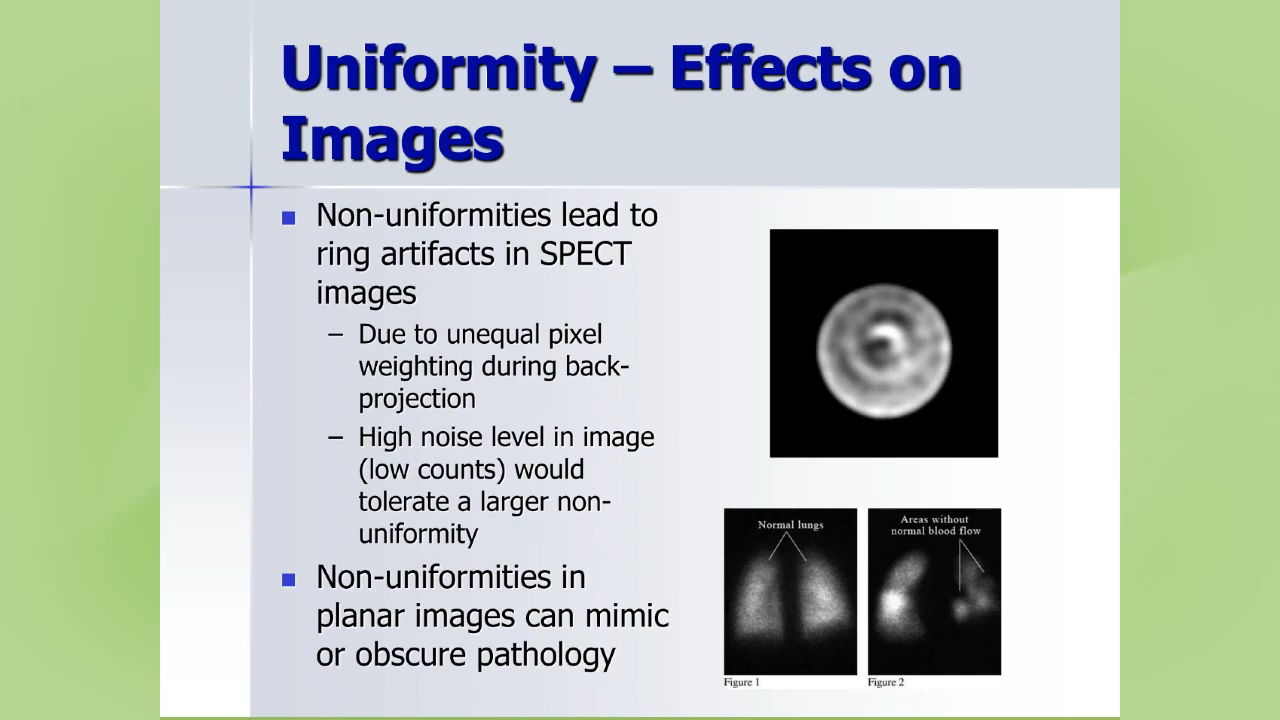 Uniformity – Effects on
Images
Non-uniformities lead to
ring artifacts in SPECT
images
– Due to unequal pixel
weighting during back-
projection
– High noise level in image
(low counts) would
tolerate a larger non-
uniformity
Non-uniformities in
planar images can mimic
or obscure pathology
Normal lungs
Areas without
normal blood flow
Figure 1
Figure 2